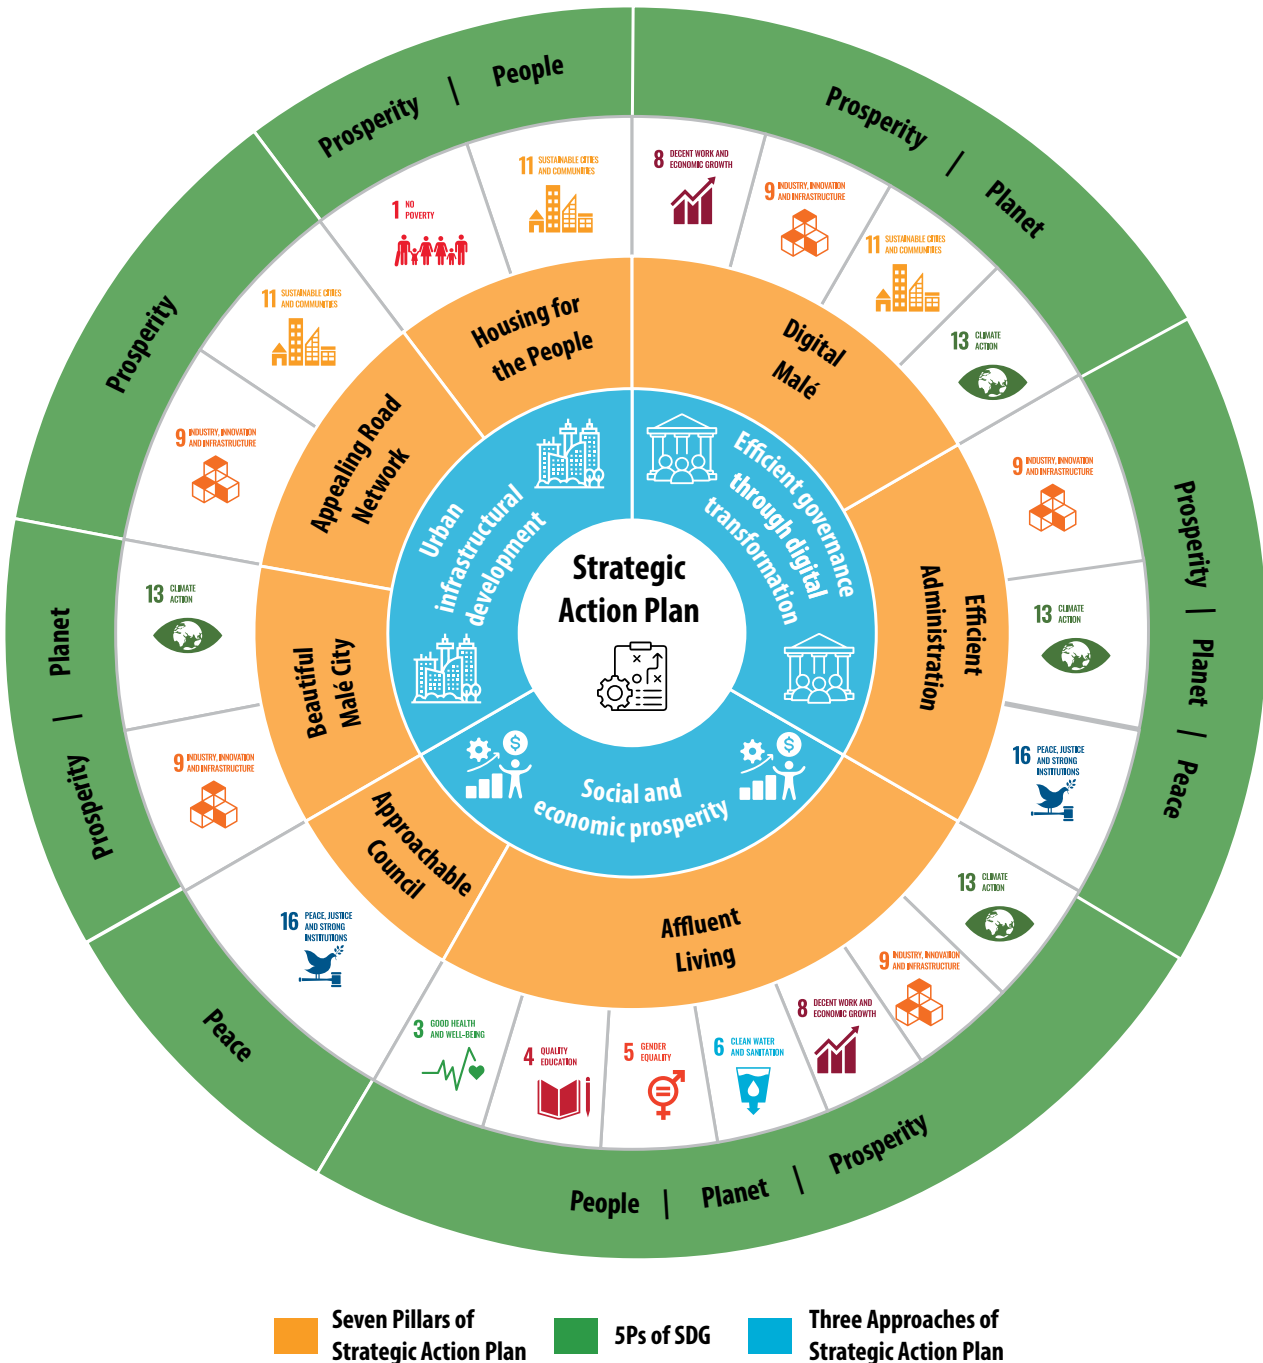 Strategic
Action Plan
Efficient governance
through digital
transformation
Social and
economic prosperity
Urban
infrastructural
development
Digital
Malé
Efficient
Administration
Affluent
Living
Approachable
Council
Beautiful
Malé City
Appealing Road
Network
Housing for
the People
8 DECENT WORK AND
ECONOMIC GROWTH
9 INDUSTRY, INNOVATION
AND INFRASTRUCTURE
11 SUSTAINABLE CITIES
AND COMMUNITIES
13 CLIMATE
ACTION
9 INDUSTRY, INNOVATION
AND INFRASTRUCTURE
13 CLIMATE
ACTION
16 PEACE, JUSTICE
AND STRONG
INSTITUTIONS
13 CLIMATE
ACTION
9 INDUSTRY, INNOVATION
AND INFRASTRUCTURE
8 DECENT WORK AND
ECONOMIC GROWTH
6 CLEAN WATER
AND SANITATION
5 GENDER
EQUALITY
4 QUALITY
EDUCATION
3 GOOD HEALTH
AND WELL-BEING
16 PEACE, JUSTICE
AND STRONG
INSTITUTIONS
9 INDUSTRY, INNOVATION
AND INFRASTRUCTURE
13 CLIMATE
ACTION
9 INDUSTRY, INNOVATION
AND INFRASTRUCTURE
11 SUSTAINABLE CITIES
AND COMMUNITIES
1 NO
POVERTY
11 SUSTAINABLE CITIES
AND COMMUNITIES
Prosperity | Planet
Prosperity | Planet | Peace
People | Planet | Prosperity
Peace
Prosperity | Planet
Prosperity
Prosperity | People
Seven Pillars of
Strategic Action Plan
5Ps of SDG
Three Approaches of
Strategic Action Plan